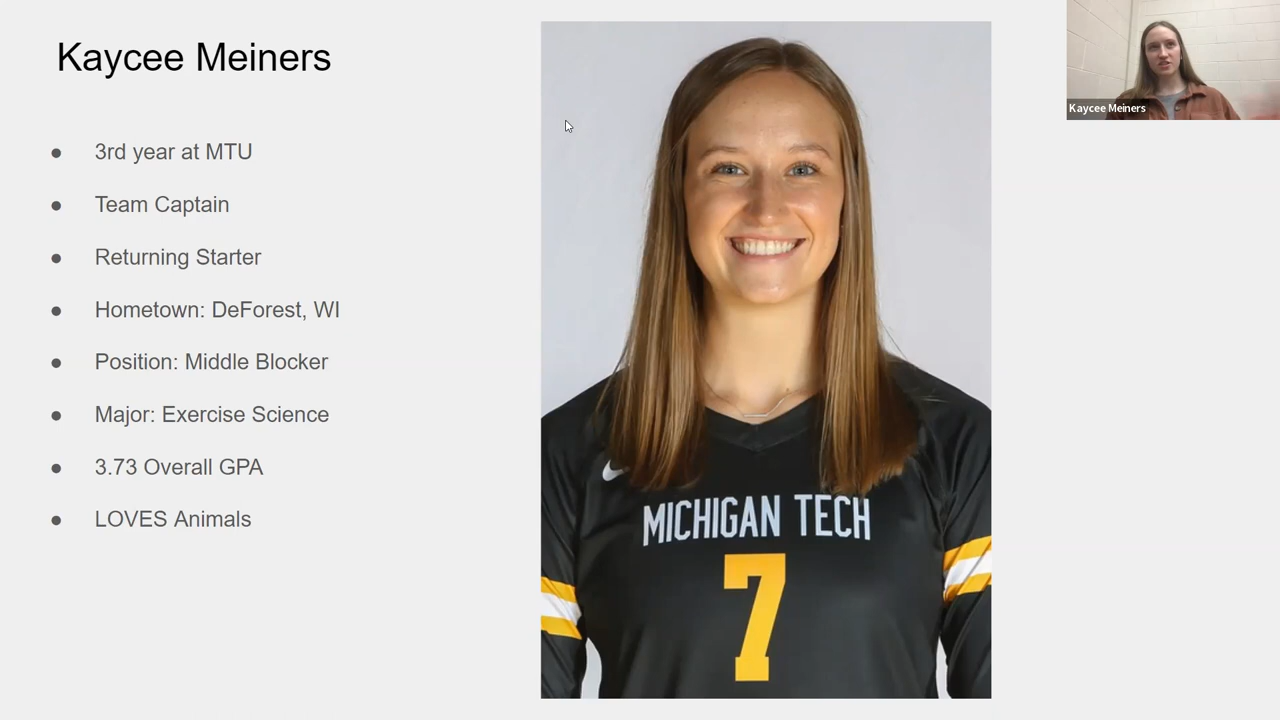 Kaycee Meiners
3rd year at MTU
Team Captain
Returning Starter
Hometown: DeForest, WI
Position: Middle Blocker
Major: Exercise Science
3.73 Overall GPA
LOVES Animals
MICHIGAN TECH
7
Kaycee Meiners